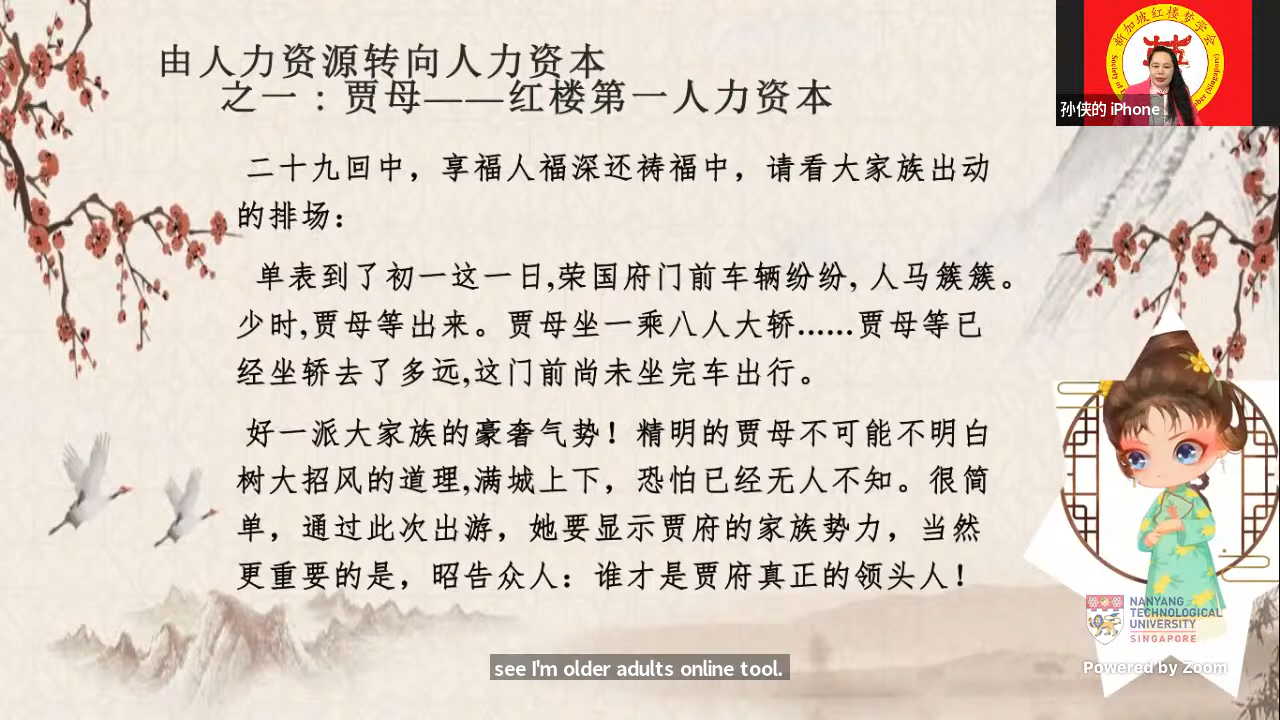 由人力资源转向人力资本
之一：贾母——红楼第一人力资本
二十九回中，享福人福深还祷福中，请看大家族出动
的排场：
单表到了初一这一日,荣国府门前车辆纷纷, 人马簇簇。
少时,贾母等出来。贾母坐一乘八人大轿……贾母等已
经坐轿去了多远,这门前尚未坐完车出行。
好一派大家族的豪奢气势！精明的贾母不可能不明白
树大招风的道理,满城上下，恐怕已经无人不知。很简
单，通过此次出游，她要显示贾府的家族势力，当然
更重要的是，昭告众人：谁才是贾府真正的领头人！
新加坡红楼梦学会
孙侠的 iPhone
NANYANG
TECHNOLOGICAL
UNIVERSITY
SINGAPORE
Powered by Zoom
see I'm older adults online tool.